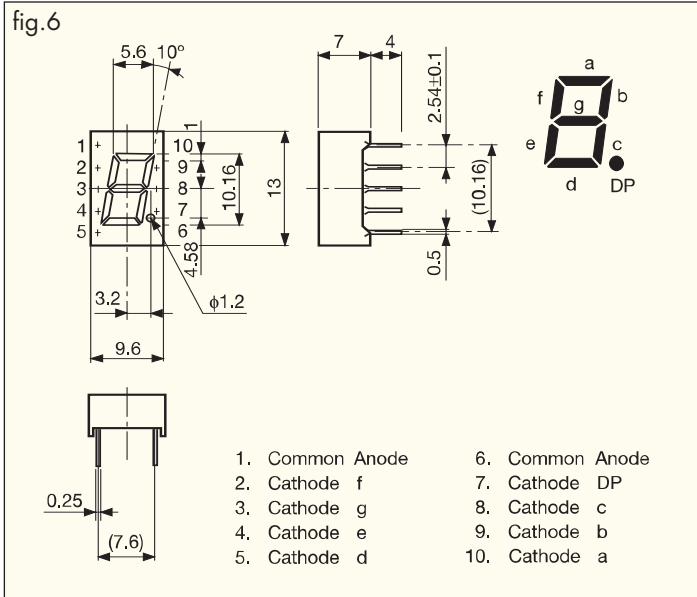 fig.6
5.6 10°
7 4
2.54±0.1
a
f g b
e c
d DP
1
1 10
2 9
3 8
4 7
5 6
10.16
13
4.58
(10.16)
0.5
3.2 ϕ1.2
9.6
0.25
(7.6)
1. Common Anode
2. Cathode f
3. Cathode g
4. Cathode e
5. Cathode d
6. Common Anode
7. Cathode DP
8. Cathode c
9. Cathode b
10. Cathode a